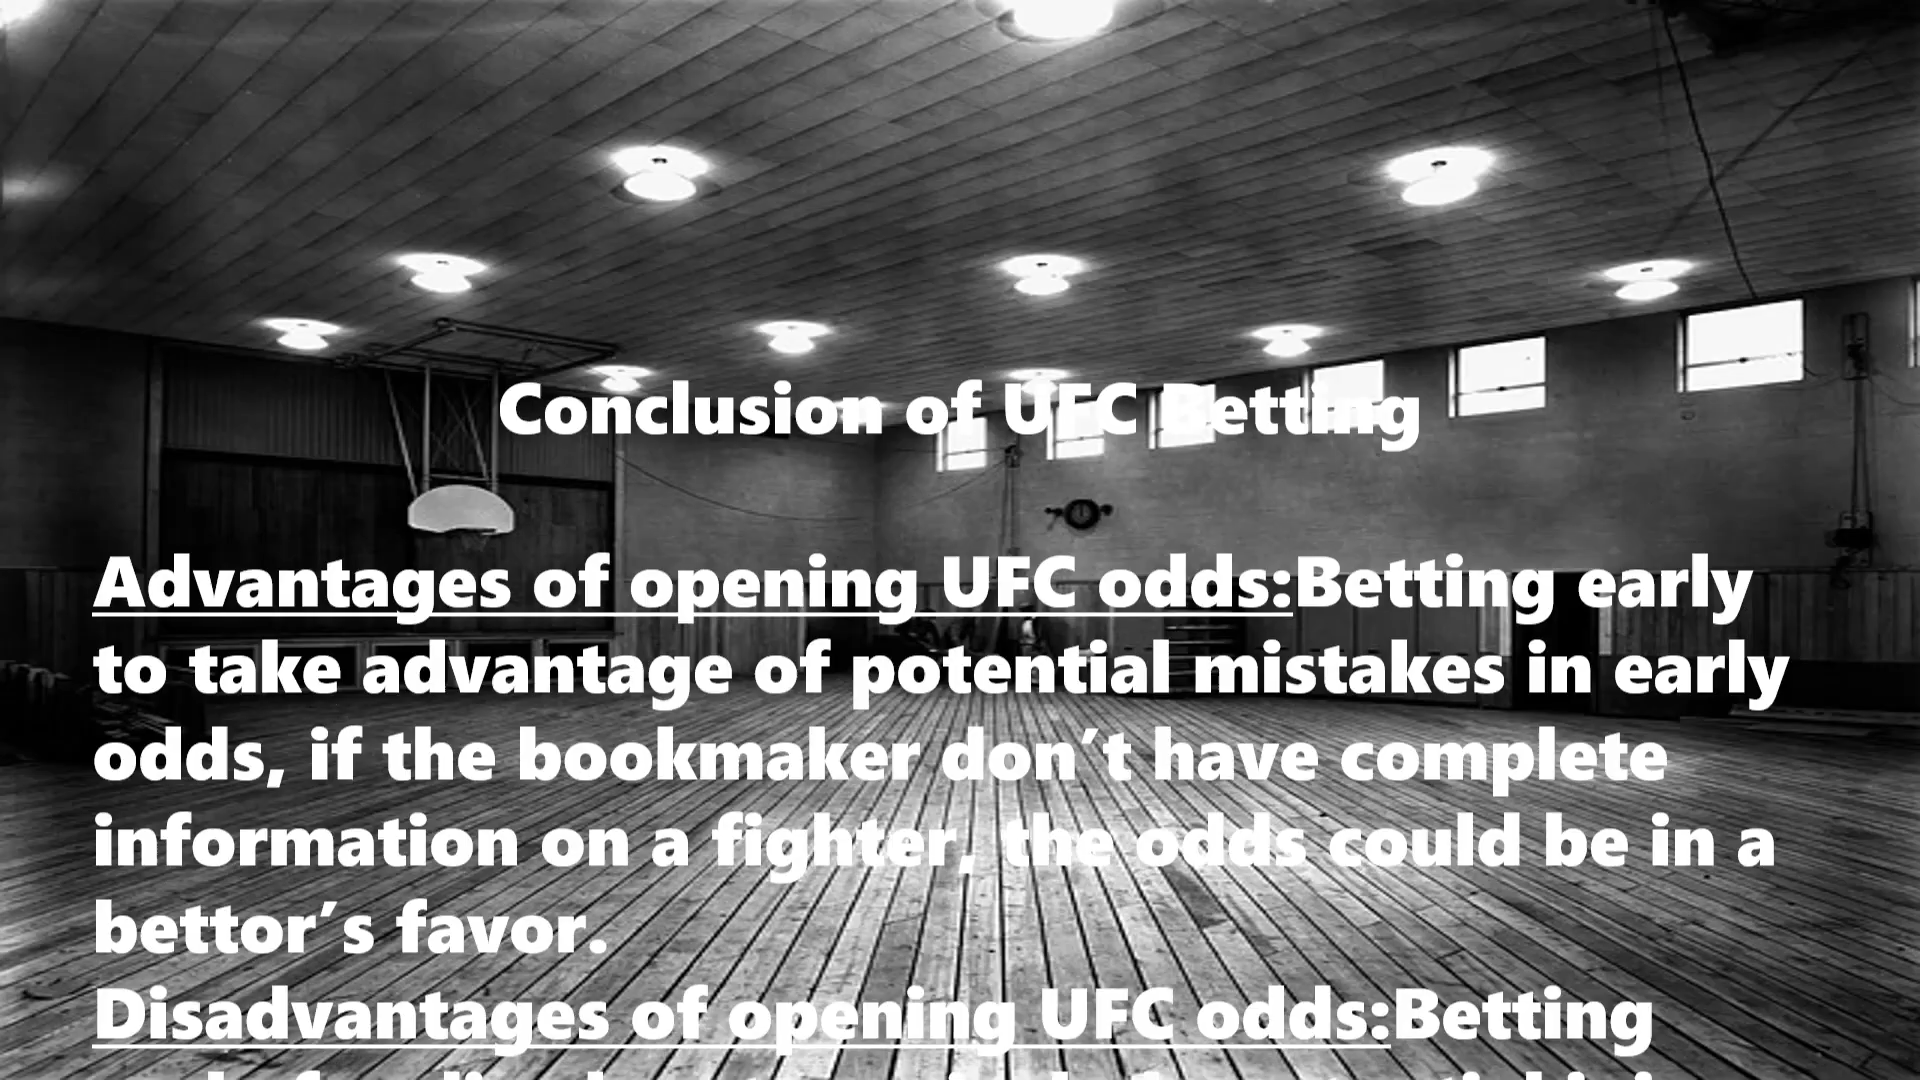 Conclusion of UFC Betting
Advantages of opening UFC odds:Betting early
to take advantage of potential mistakes in early
odds, if the bookmaker don´t have complete
information on a fighter, the odds could be in a
bettor´s favor.
Disadvantages of opening UFC odds:Betting